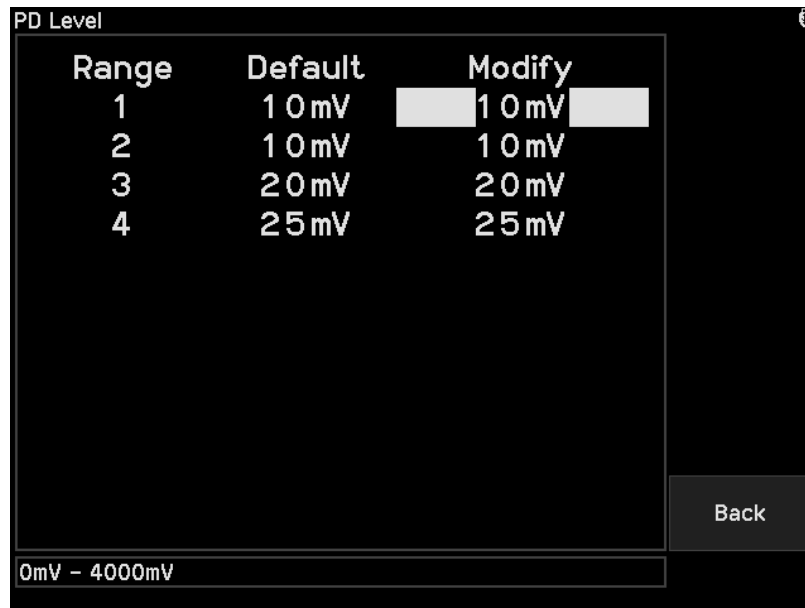 PD Level
Range Default Modify
1 10mV 10mV
2 10mV 10mV
3 20mV 20mV
4 25mV 25mV
Back
0mV - 4000mV